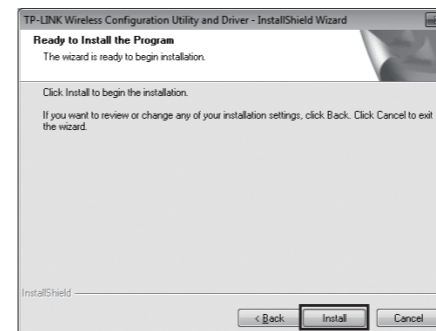 TP-LINK Wireless Configuration Utility and Driver - InstallShield Wizard
Ready to Install the Program
The wizard is ready to begin installation.
Click Install to begin the installation.
If you want to review or change any of your installation settings, click Back. Click Cancel to exit
the wizard.
InstallShield
< Back Install Cancel